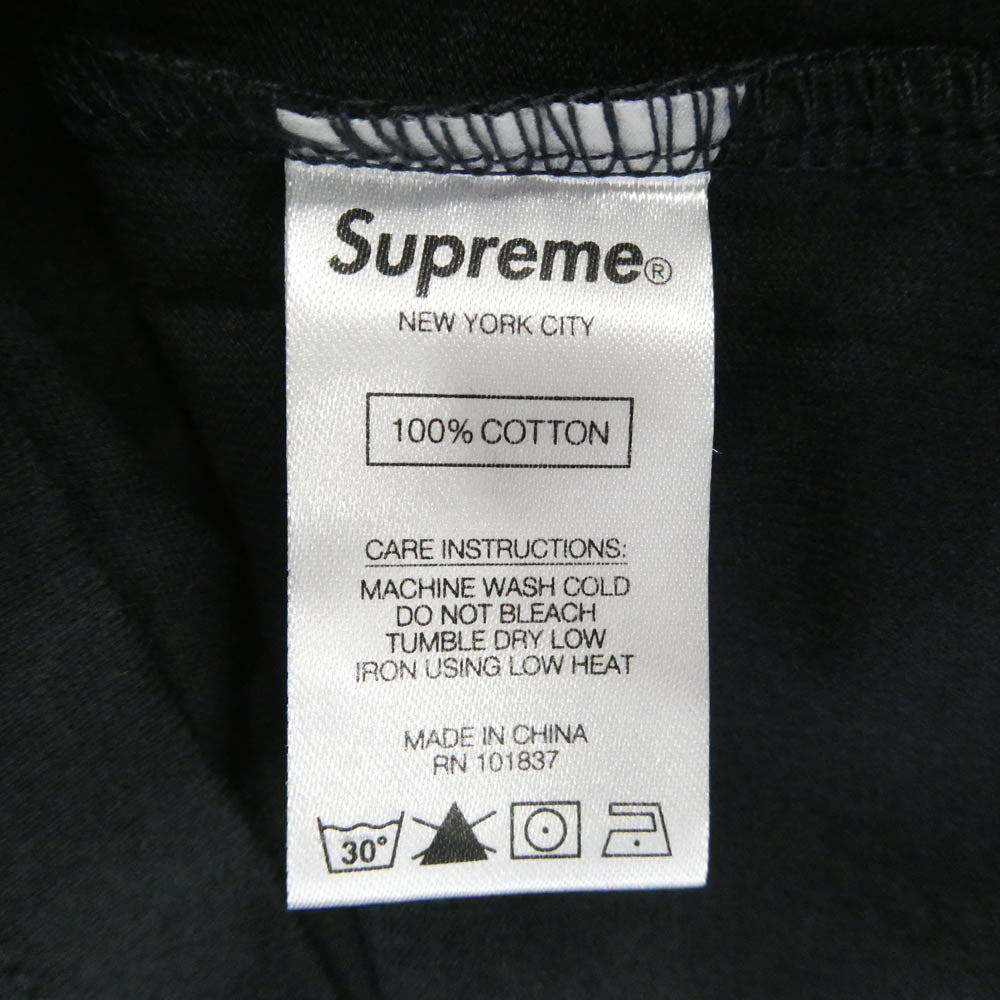 Supreme®
NEW YORK CITY
100% COTTON
CARE INSTRUCTIONS:
MACHINE WASH COLD
DO NOT BLEACH
TUMBLE DRY LOW
IRON USING LOW HEAT
MADE IN CHINA
RN 101837
30°